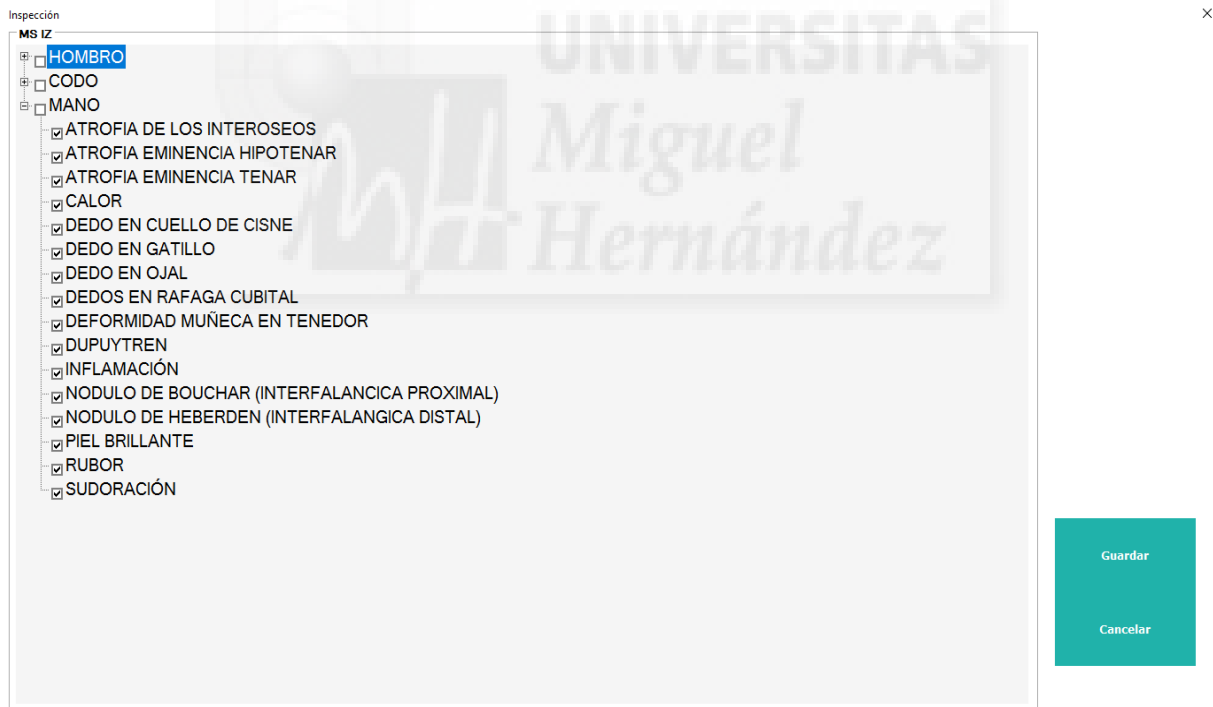 Inspección
MS IZ
HOMBRO
CODO
MANO
ATROFIA DE LOS INTEROSEOS
ATROFIA EMINENCIA HIPOTENAR
ATROFIA EMINENCIA TENAR
CALOR
DEDO EN CUELLO DE CISNE
DEDO EN GATILLO
DEDO EN OJAL
DEDOS EN RAFAGA CUBITAL
DEFORMIDAD MUÑECA EN TENEDOR
DUPUYTREN
INFLAMACIÓN
NODULO DE BOUCHAR (INTERFALANCICA PROXIMAL)
NODULO DE HEBERDEN (INTERFALANGICA DISTAL)
PIEL BRILLANTE
RUBOR
SUDORACIÓN
Guardar
Cancelar
UNIVERSITAS
Miguel
Hernández